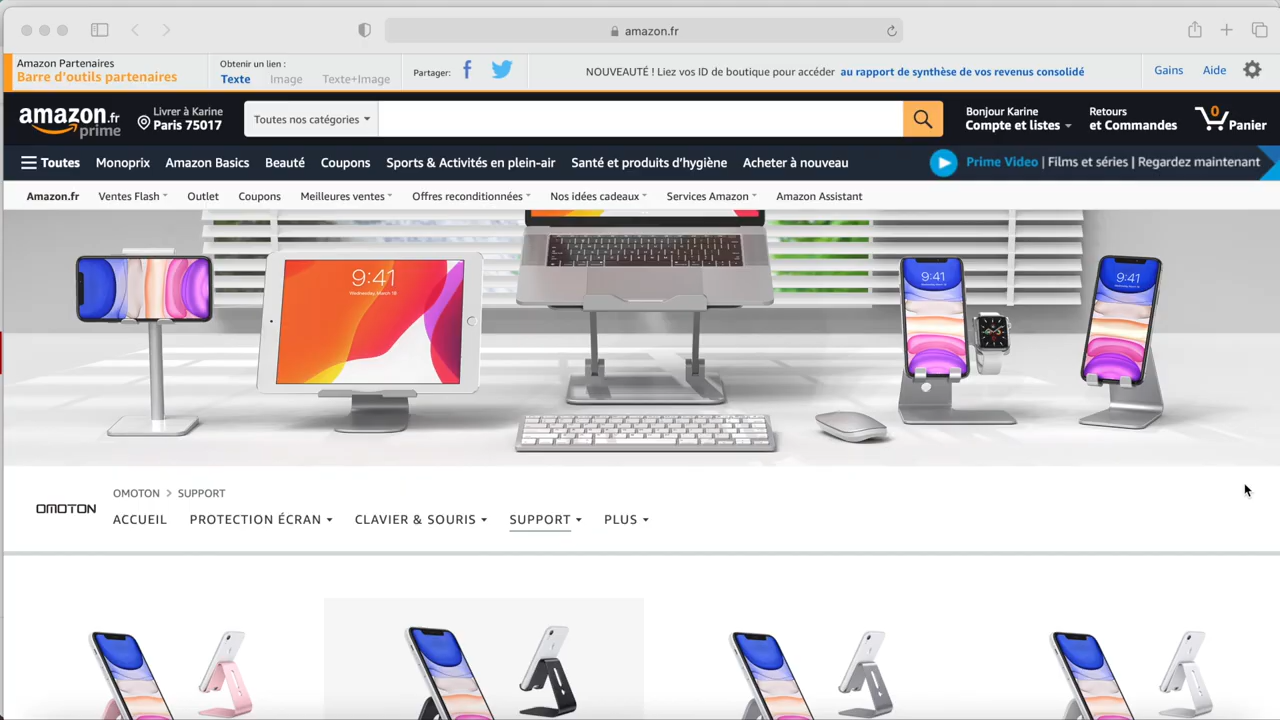 amazon.fr
Amazon Partenaires
Barre d'outils partenaires
Obtenir un lien :
Texte Image Texte+Image
Partager:
NOUVEAUTÉ ! Liez vos ID de boutique pour accéder au rapport de synthèse de vos revenus consolidé
Gains Aide
amazon.fr
prime
Livrer à Karine
Paris 75017
Toutes nos catégories
Bonjour Karine
Compte et listes
Retours
et Commandes
0
Panier
Toutes Monoprix Amazon Basics Beauté Coupons Sports & Activités en plein-air Santé et produits d'hygiène Acheter à nouveau
Prime Video | Films et séries | Regardez maintenant
Amazon.fr Ventes Flash Outlet Coupons Meilleures ventes Offres reconditionnées Nos idées cadeaux Services Amazon Amazon Assistant
9:41
Wednesday, March 18
9:41
9:41
OMOTON
OMOTON > SUPPORT
ACCUEIL PROTECTION ÉCRAN CLAVIER & SOURIS SUPPORT PLUS